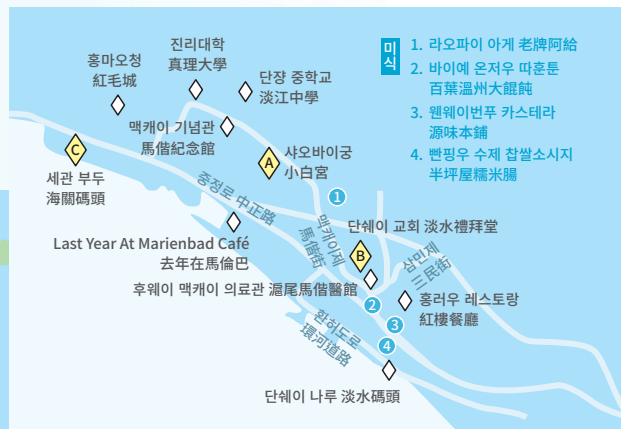 미식
1. 라오파이 아게 老牌阿給
2. 바이예 온저우 따훈툰
百葉溫州大餛飩
3. 웬웨이번푸 카스테라
源味本鋪
4. 빤핑우 수제 찹쌀소시지
半坪屋糯米腸
홍마오청
紅毛城
진리대학
真理大學
단쟝 중학교
淡江中學
맥캐이 기념관
馬偕紀念館
C
세관 부두
海關碼頭
A
샤오바이궁
小白宮
1
중정로 中正路
맥캐이제
馬偕街
단쉐이 교회 淡水禮拜堂
B
삼민제
三民街
Last Year At Marienbad Café
去年在馬倫巴
후웨이 맥캐이 의료관 滬尾馬偕醫館
2
홍러우 레스토랑
紅樓餐廳
3
환허도로
環河道路
4
단쉐이 나루 淡水碼頭